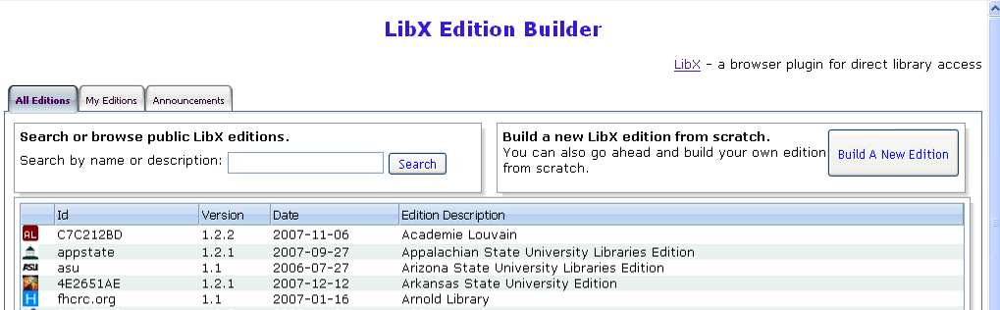 LibX Edition Builder
LibX - a browser plugin for direct library access
All Editions My Editions Announcements
Search or browse public LibX editions.
Search by name or description: Search
Build a new LibX edition from scratch.
You can also go ahead and build your own edition
from scratch.
Build A New Edition
Id Version Date Edition Description
AL C7C212BD 1.2.2 2007-11-06 Academie Louvain
appstate 1.2.1 2007-09-27 Appalachian State University Libraries Edition
ASU asu 1.1 2006-07-27 Arizona State University Libraries Edition
4E2651AE 1.2.1 2007-12-12 Arkansas State University Edition
H fhcrc.org 1.1 2007-01-16 Arnold Library